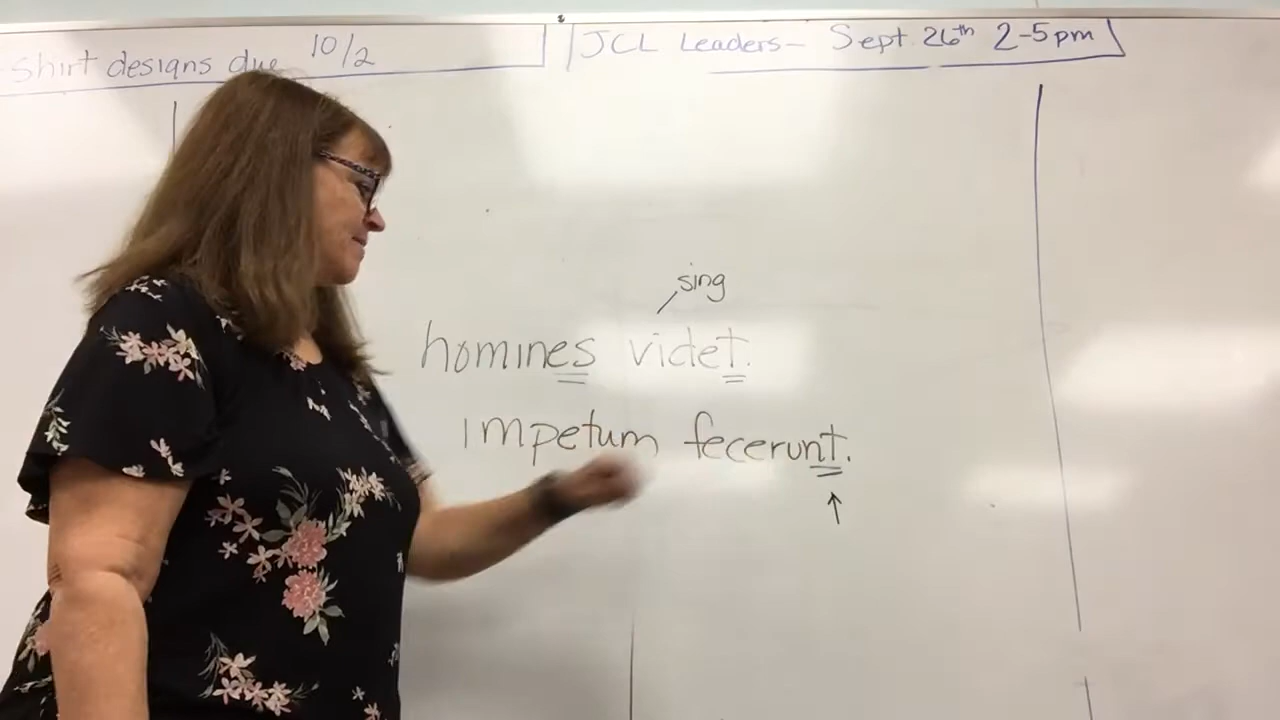 shirt designs due 10/2
JCL Leaders- Sept. 26th 2-5pm
sing
homines videt.
impetum fecerunt.